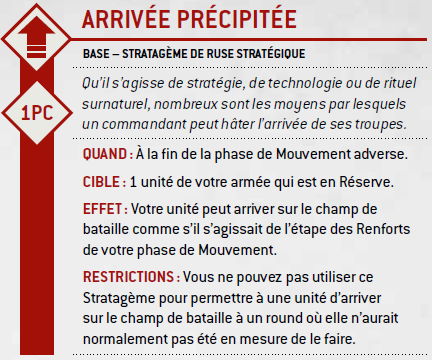 ARRIVÉE PRÉCIPITÉE
BASE – STRATAGÈME DE RUSE STRATÉGIQUE
1PC
Qu’il s’agisse de stratégie, de technologie ou de rituel
surnaturel, nombreux sont les moyens par lesquels
un commandant peut hâter l’arrivée de ses troupes.
QUAND : À la fin de la phase de Mouvement adverse.
CIBLE : 1 unité de votre armée qui est en Réserve.
EFFET : Votre unité peut arriver sur le champ de
bataille comme s’il s’agissait de l’étape des Renforts
de votre phase de Mouvement.
RESTRICTIONS : Vous ne pouvez pas utiliser ce
Stratagème pour permettre à une unité d’arriver
sur le champ de bataille à un round où elle n’aurait
normalement pas été en mesure de le faire.